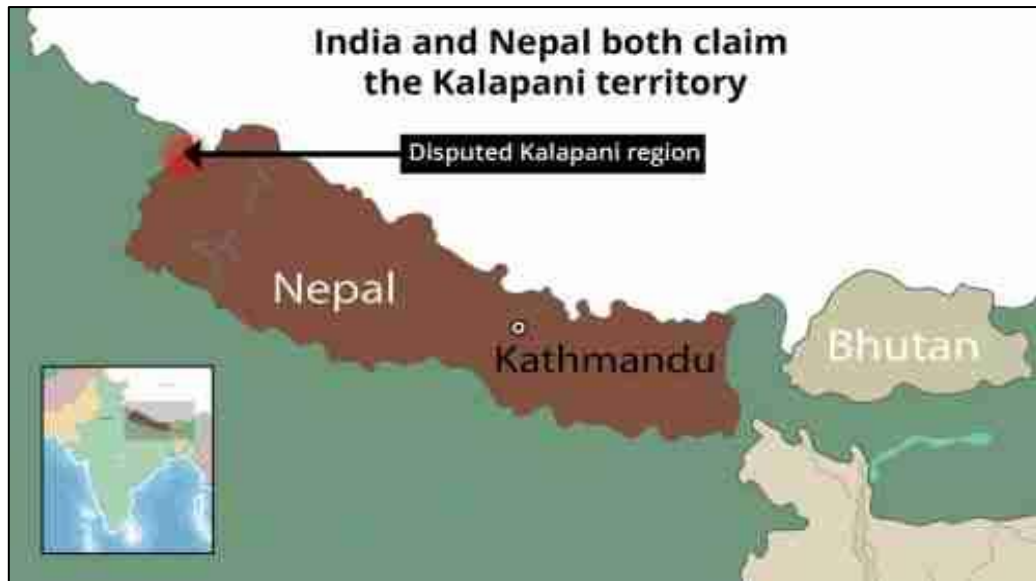 India and Nepal both claim
the Kalapani territory
Disputed Kalapani region
Nepal
Kathmandu
Bhutan